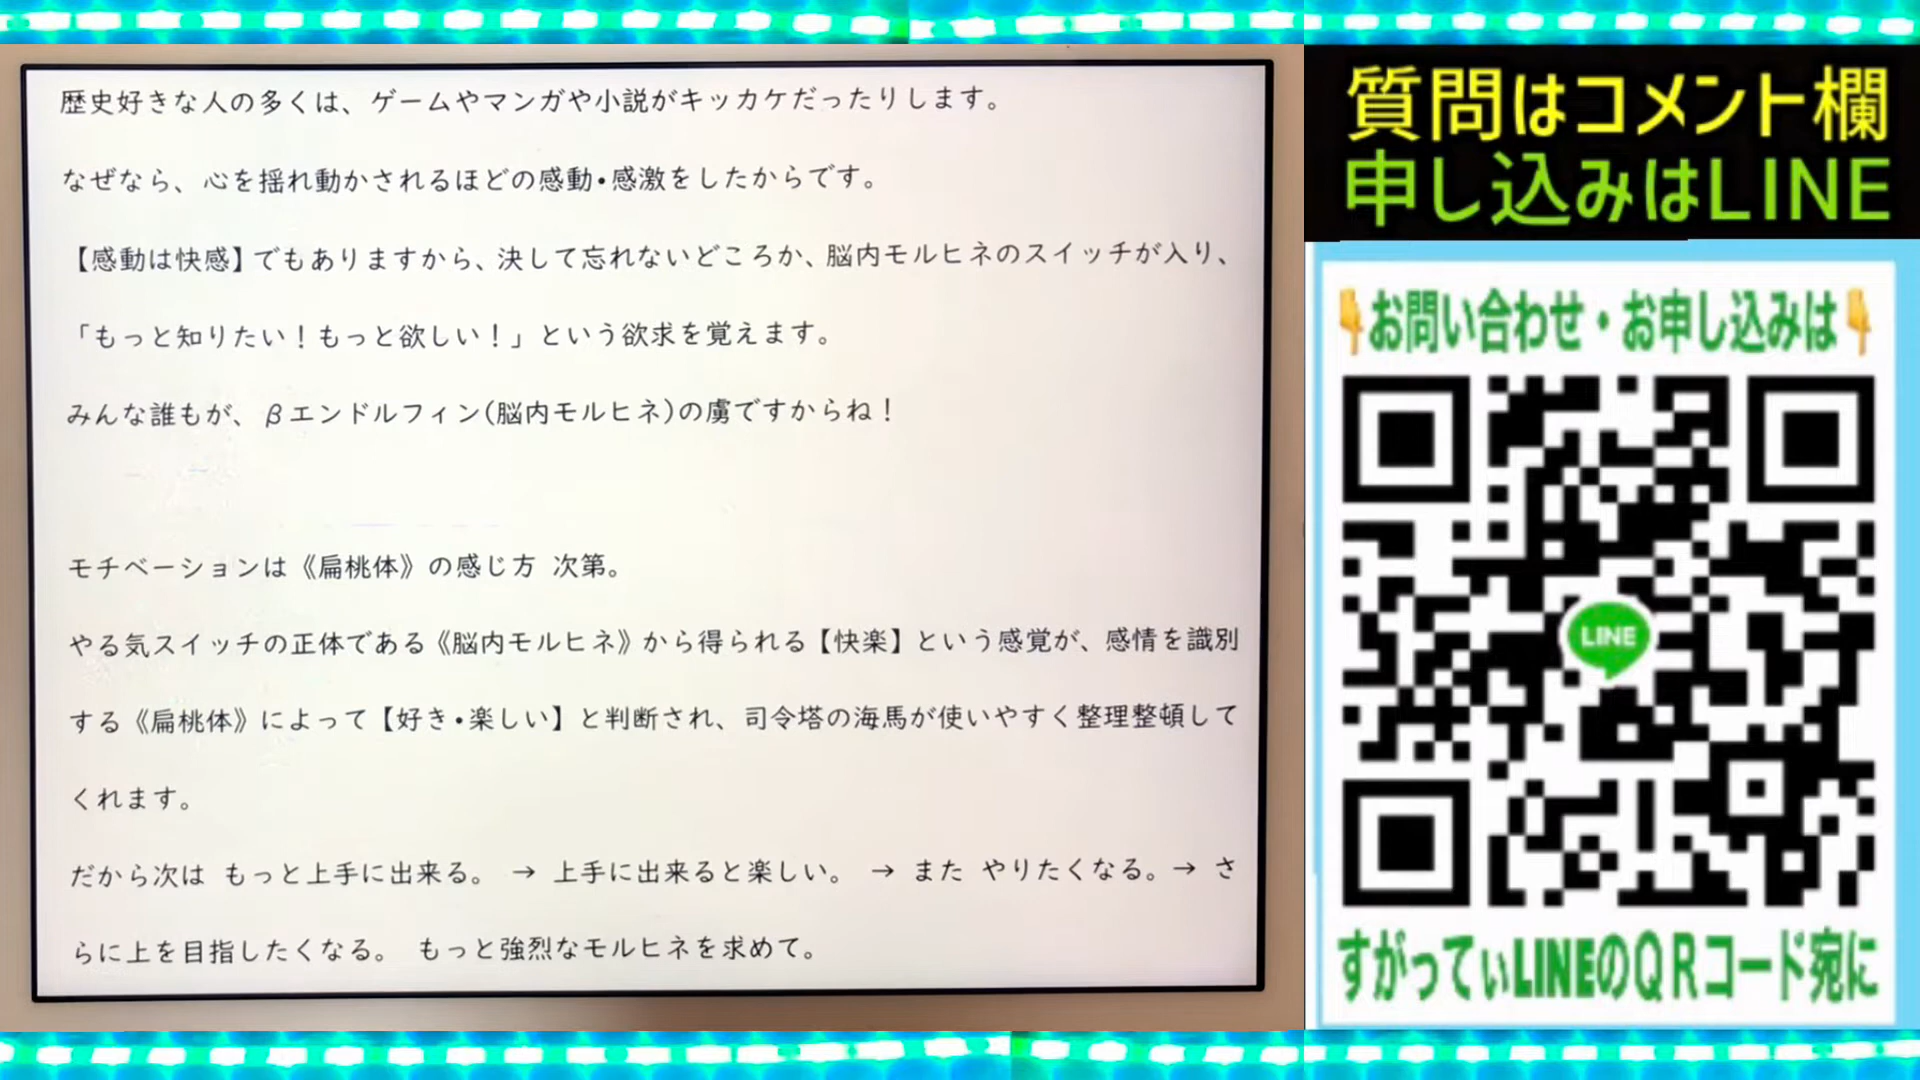 歴史好きな人の多くは、ゲームやマンガや小説がキッカケだったりします。
なぜなら、心を揺れ動かされるほどの感動•感激をしたからです。
【感動は快感】でもありますから、決して忘れないどころか、脳内モルヒネのスイッチが入り、
「もっと知りたい！もっと欲しい！」という欲求を覚えます。
みんな誰もが、βエンドルフィン(脳内モルヒネ)の虜ですからね！
モチベーションは《扁桃体》の感じ方 次第。
やる気スイッチの正体である《脳内モルヒネ》から得られる【快楽】という感覚が、感情を識別
する《扁桃体》によって【好き•楽しい】と判断され、司令塔の海馬が使いやすく整理整頓して
くれます。
だから次は もっと上手に出来る。 → 上手に出来ると楽しい。 → また やりたくなる。→ さ
らに上を目指したくなる。 もっと強烈なモルヒネを求めて。
質問はコメント欄
申し込みはLINE
👇お問い合わせ・お申し込みは👇
LINE
すがってぃLINEのQRコード宛に